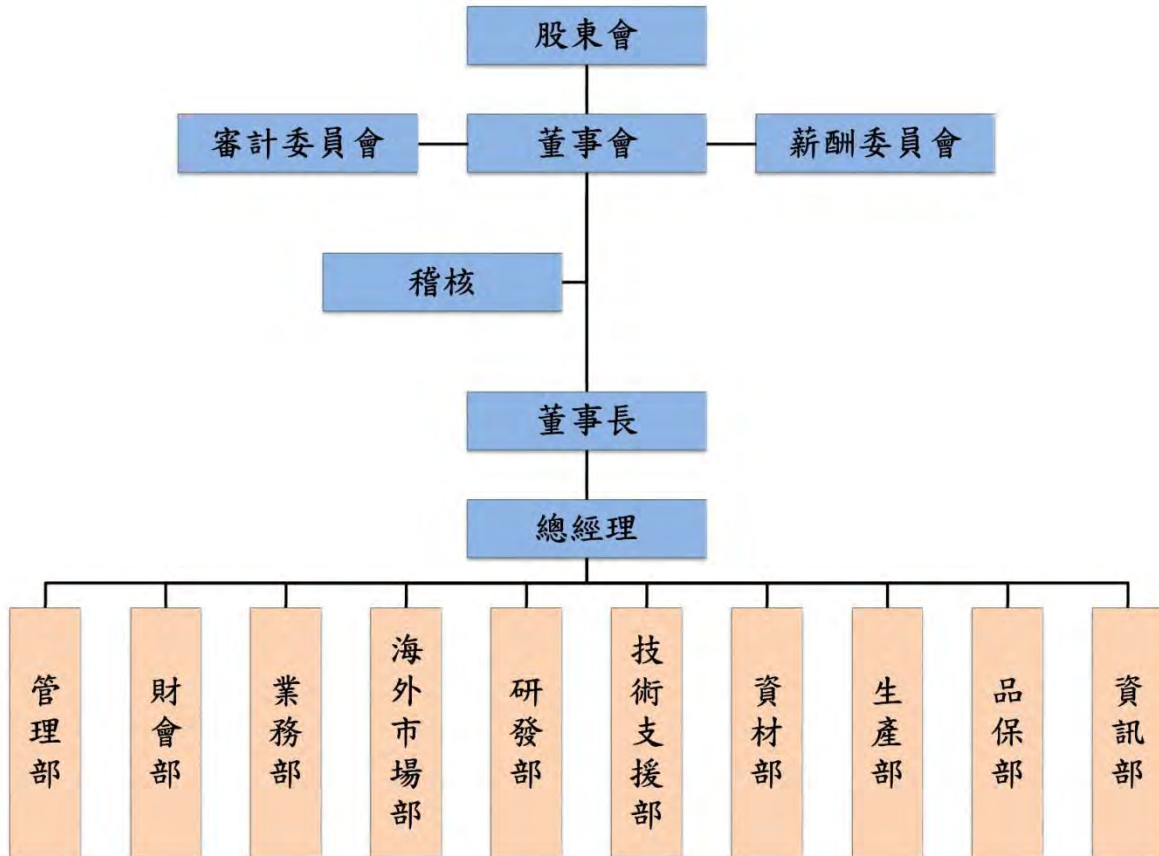 股東會
審計委員會
董事會
薪酬委員會
稽核
董事長
總經理
管理部
財會部
業務部
海外市場部
研發部
技術支援部
資材部
生產部
品保部
資訊部